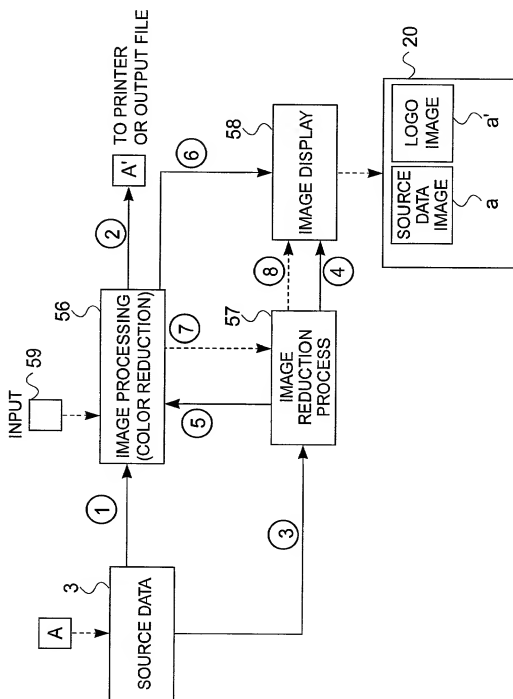 A
3
SOURCE DATA
1
3
INPUT
59
56
IMAGE PROCESSING
(COLOR REDUCTION)
2
A'
TO PRINTER
OR OUTPUT FILE
5
7
6
57
IMAGE
REDUCTION
PROCESS
8
4
58
IMAGE DISPLAY
20
SOURCE
DATA
IMAGE
a
LOGO
IMAGE
a'